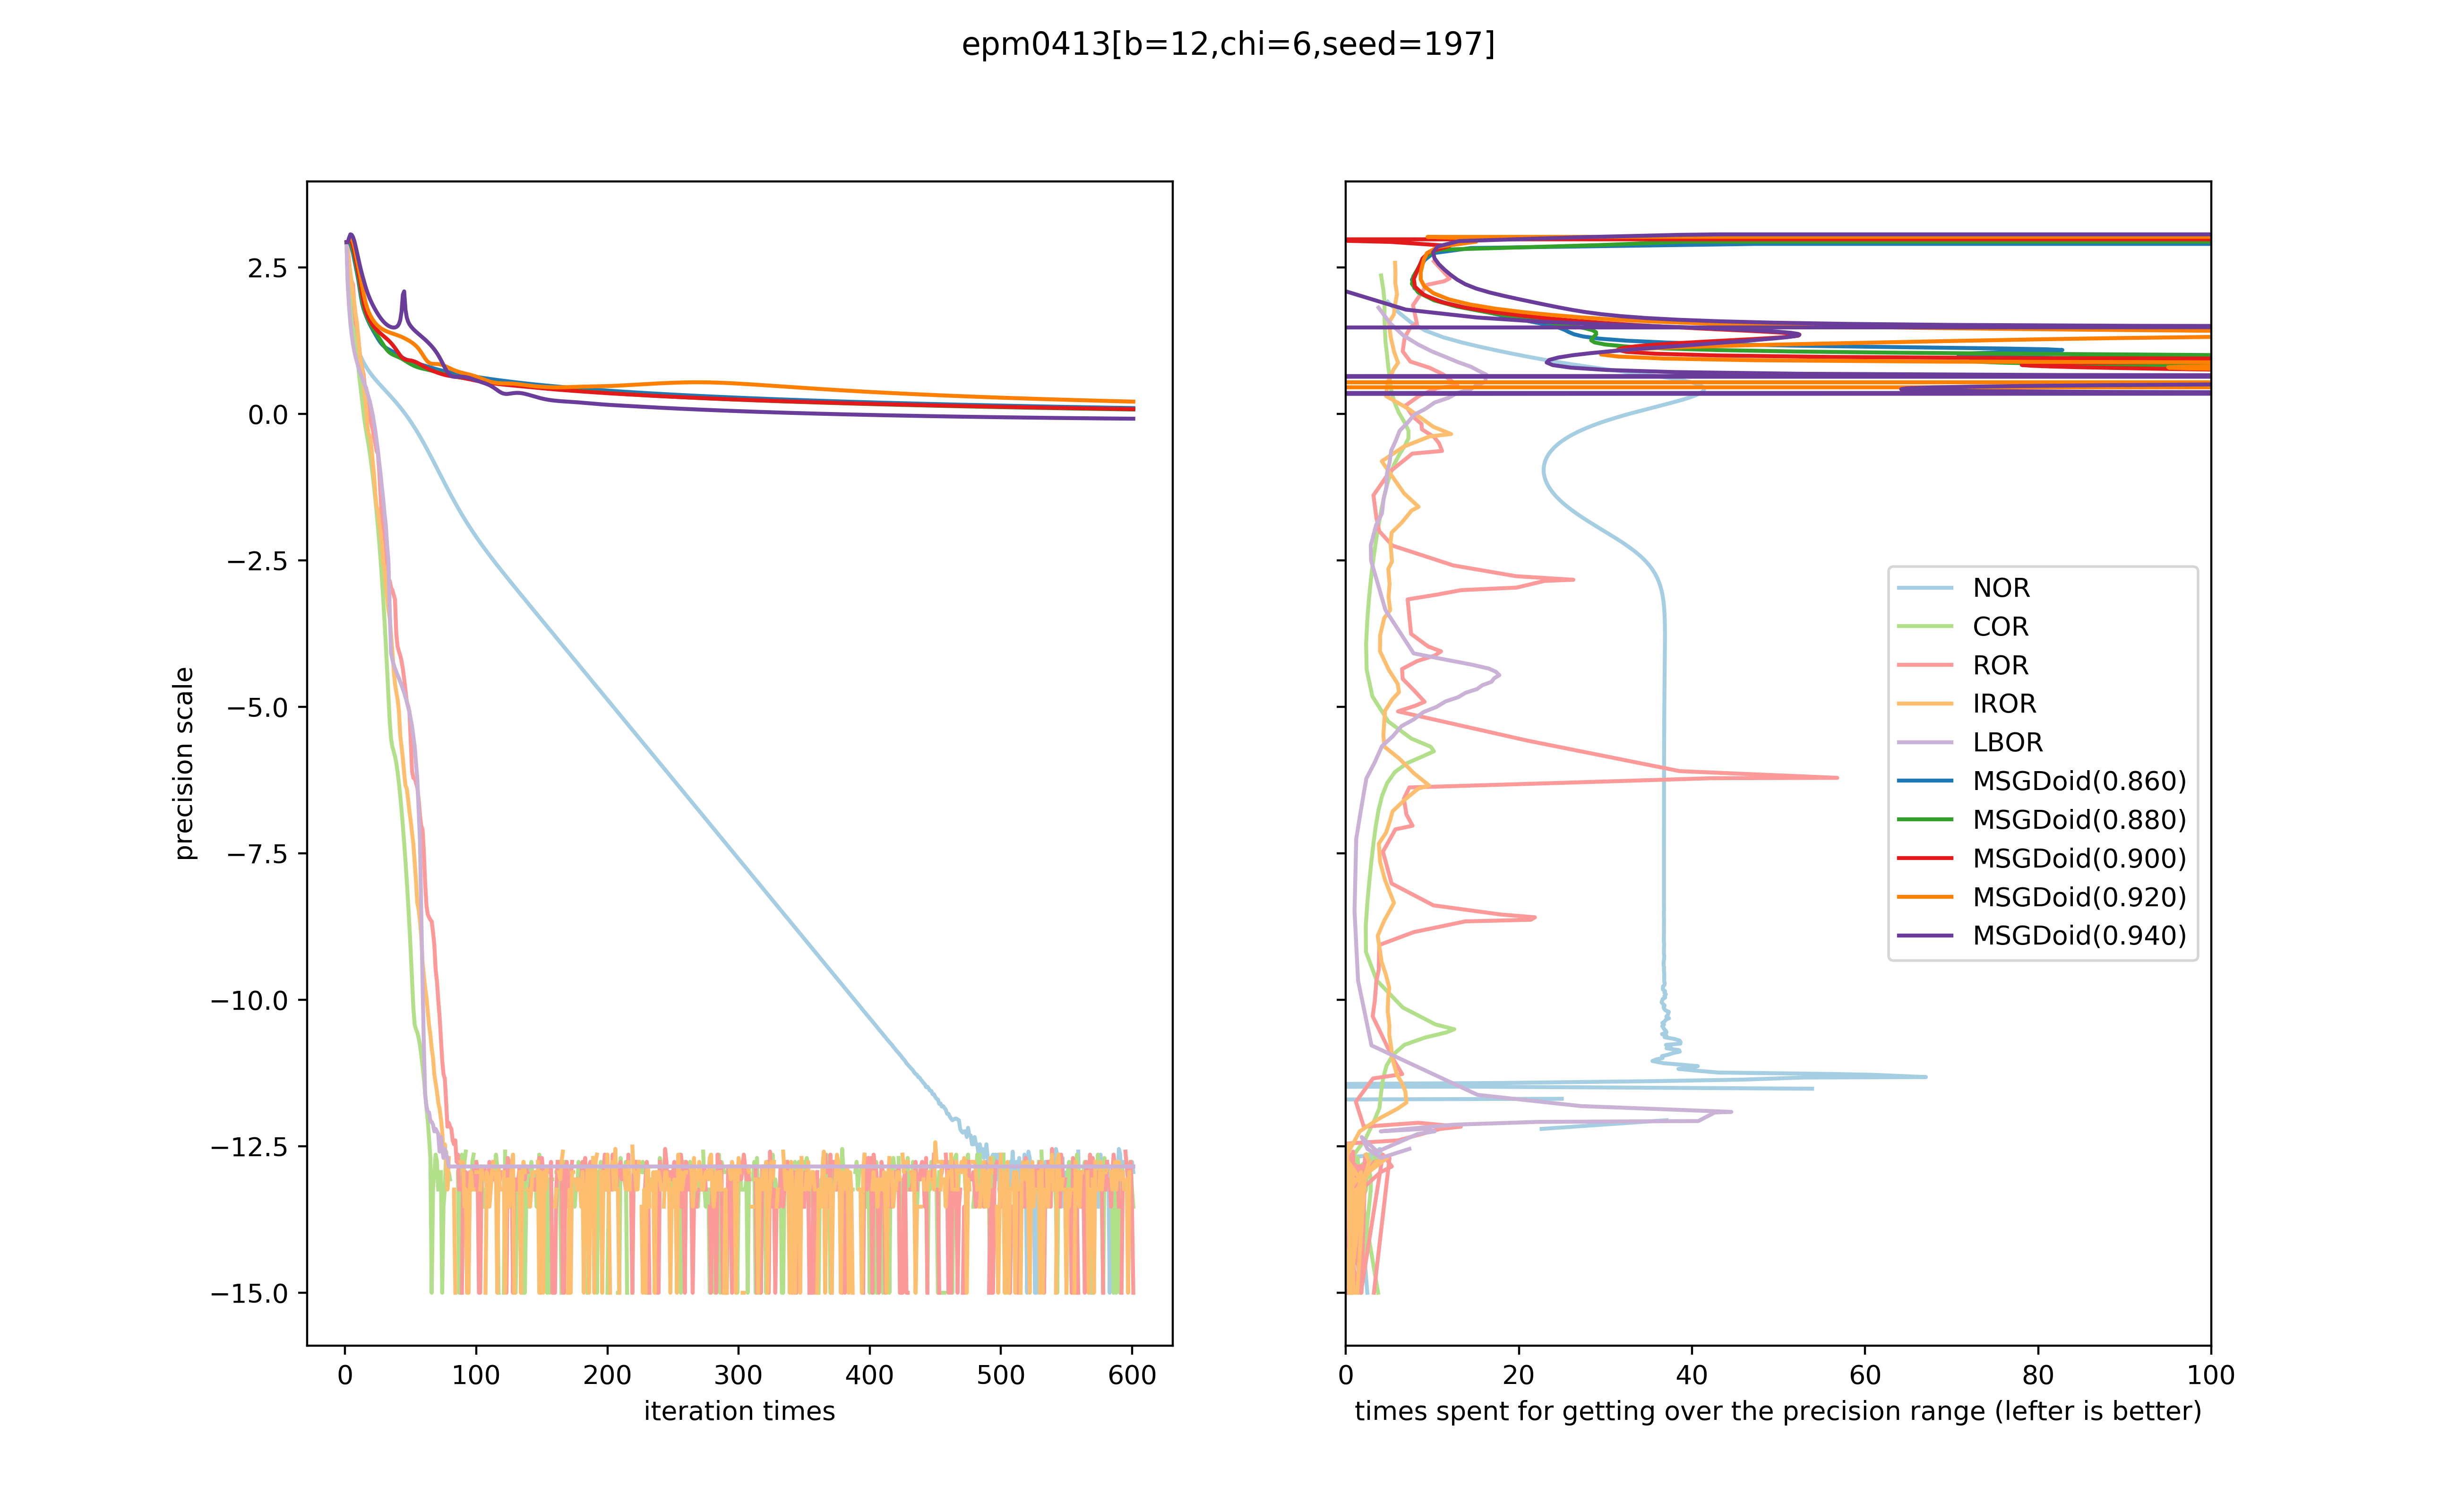 epm0413[b=12,chi=6,seed=197]
precision scale
2.5
0.0
−2.5
−5.0
−7.5
−10.0
−12.5
−15.0
0 100 200 300 400 500 600
iteration times
0 20 40 60 80 100
times spent for getting over the precision range (lefter is better)
NOR
COR
ROR
IROR
LBOR
MSGDoid(0.860)
MSGDoid(0.880)
MSGDoid(0.900)
MSGDoid(0.920)
MSGDoid(0.940)